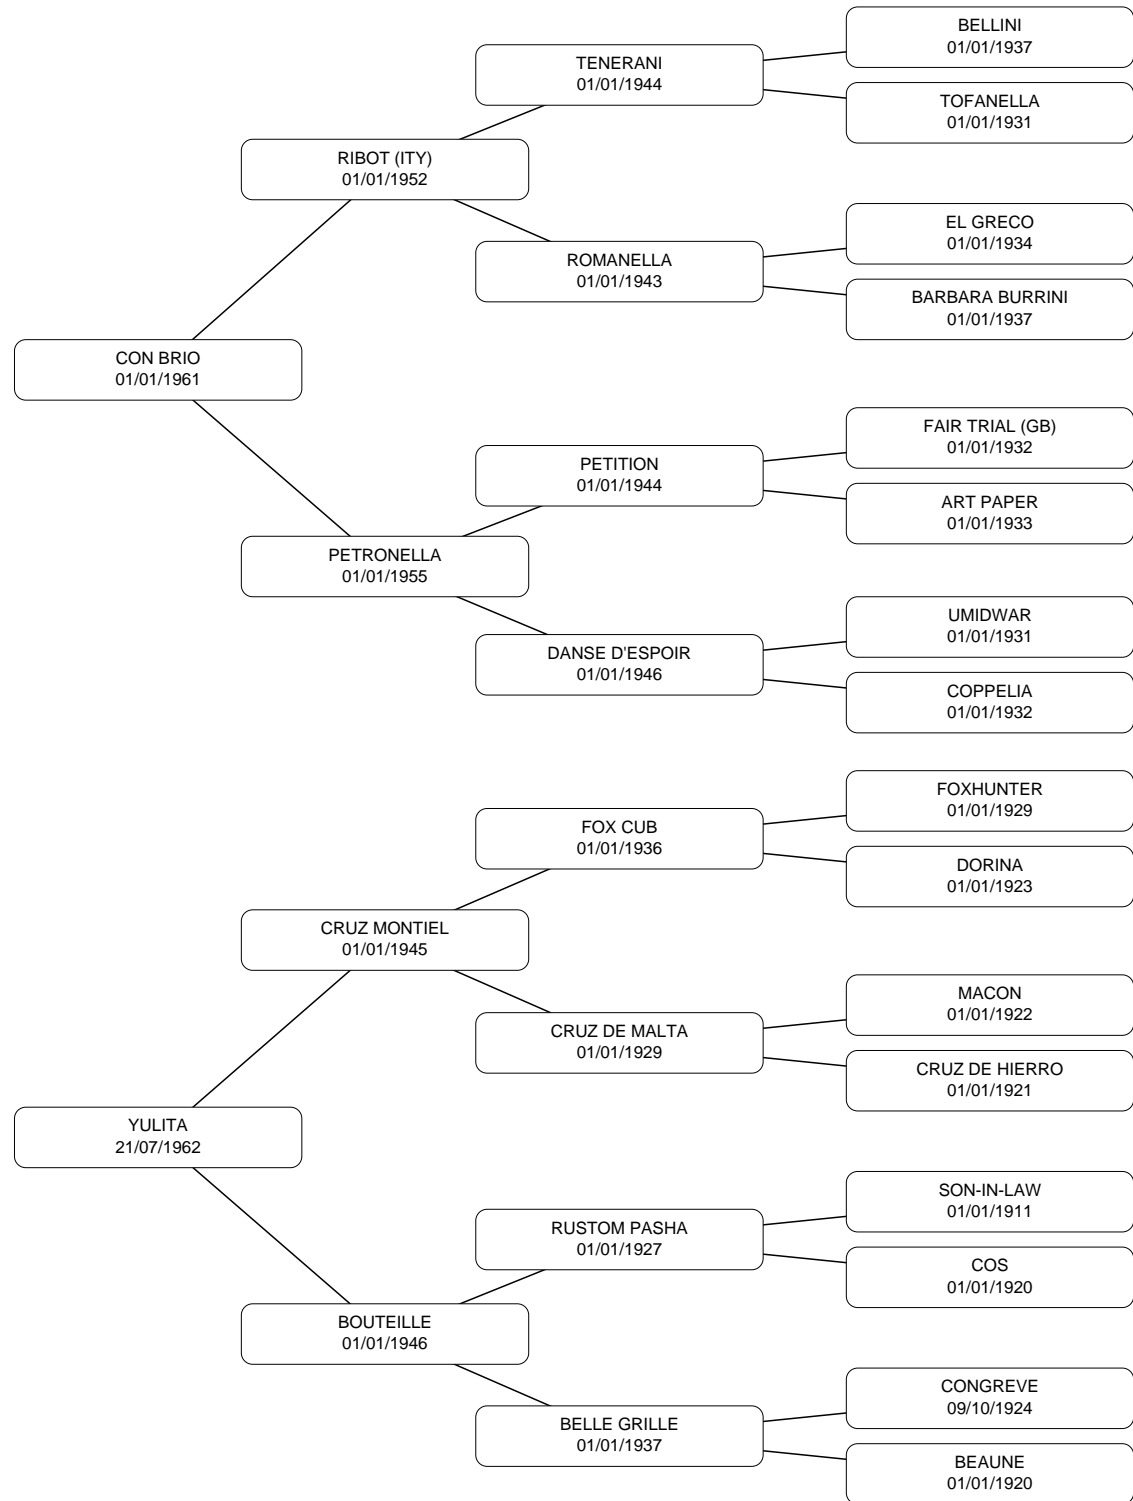 BELLINI
01/01/1937
TENERANI
01/01/1944
TOFANELLA
01/01/1931
RIBOT (ITY)
01/01/1952
EL GRECO
01/01/1934
ROMANELLA
01/01/1943
BARBARA BURRINI
01/01/1937
CON BRIO
01/01/1961
FAIR TRIAL (GB)
01/01/1932
PETITION
01/01/1944
ART PAPER
01/01/1933
PETRONELLA
01/01/1955
UMIDWAR
01/01/1931
DANSE D'ESPOIR
01/01/1946
COPPELIA
01/01/1932
FOXHUNTER
01/01/1929
FOX CUB
01/01/1936
DORINA
01/01/1923
CRUZ MONTIEL
01/01/1945
MACON
01/01/1922
CRUZ DE MALTA
01/01/1929
CRUZ DE HIERRO
01/01/1921
YULITA
21/07/1962
SON-IN-LAW
01/01/1911
RUSTOM PASHA
01/01/1927
COS
01/01/1920
BOUTEILLE
01/01/1946
CONGREVE
09/10/1924
BELLE GRILLE
01/01/1937
BEAUNE
01/01/1920